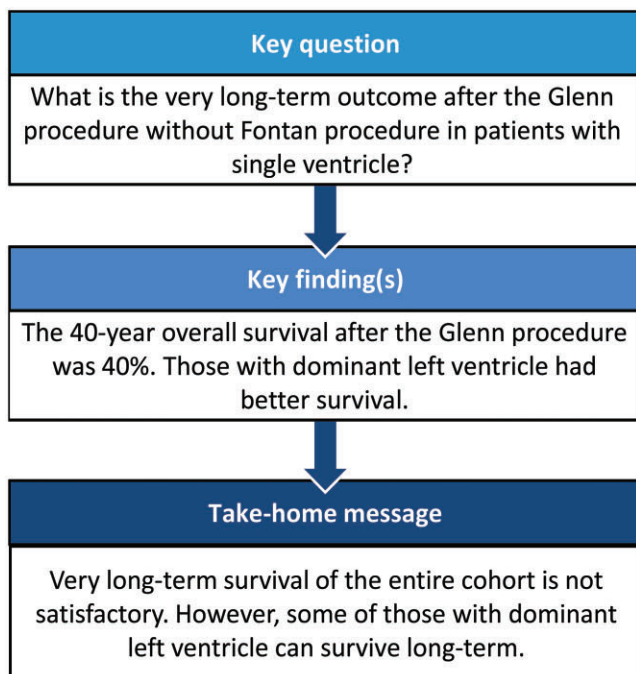 Key question
What is the very long-term outcome after the Glenn
procedure without Fontan procedure in patients with
single ventricle?
Key finding(s)
The 40-year overall survival after the Glenn procedure
was 40%. Those with dominant left ventricle had
better survival.
Take-home message
Very long-term survival of the entire cohort is not
satisfactory. However, some of those with dominant
left ventricle can survive long-term.